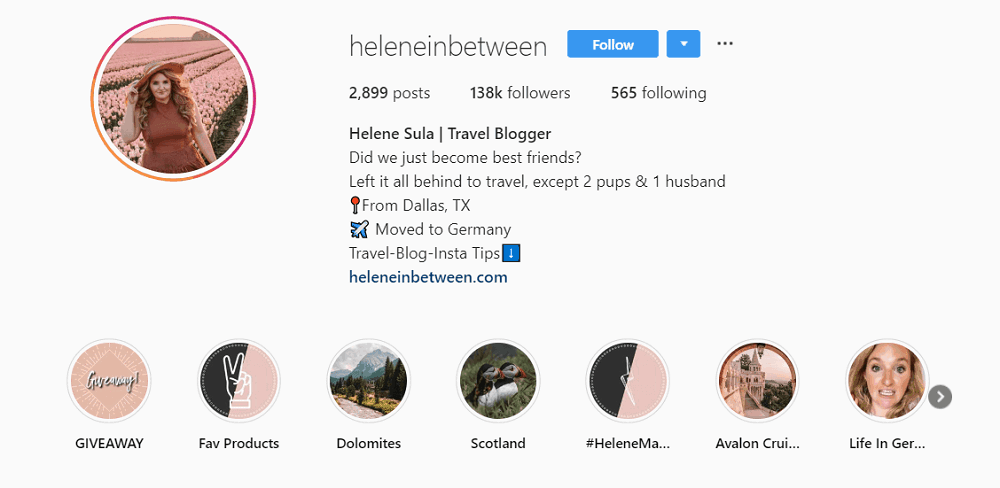 heleneinbetween Follow
2,899 posts 138k followers 565 following
Helene Sula | Travel Blogger
Did we just become best friends?
Left it all behind to travel, except 2 pups & 1 husband
📍From Dallas, TX
✈️ Moved to Germany
Travel-Blog-Insta Tips⬇️
heleneinbetween.com
Giveaway!
GIVEAWAY Fav Products Dolomites Scotland #HeleneMa... Avalon Crui... Life In Ger...